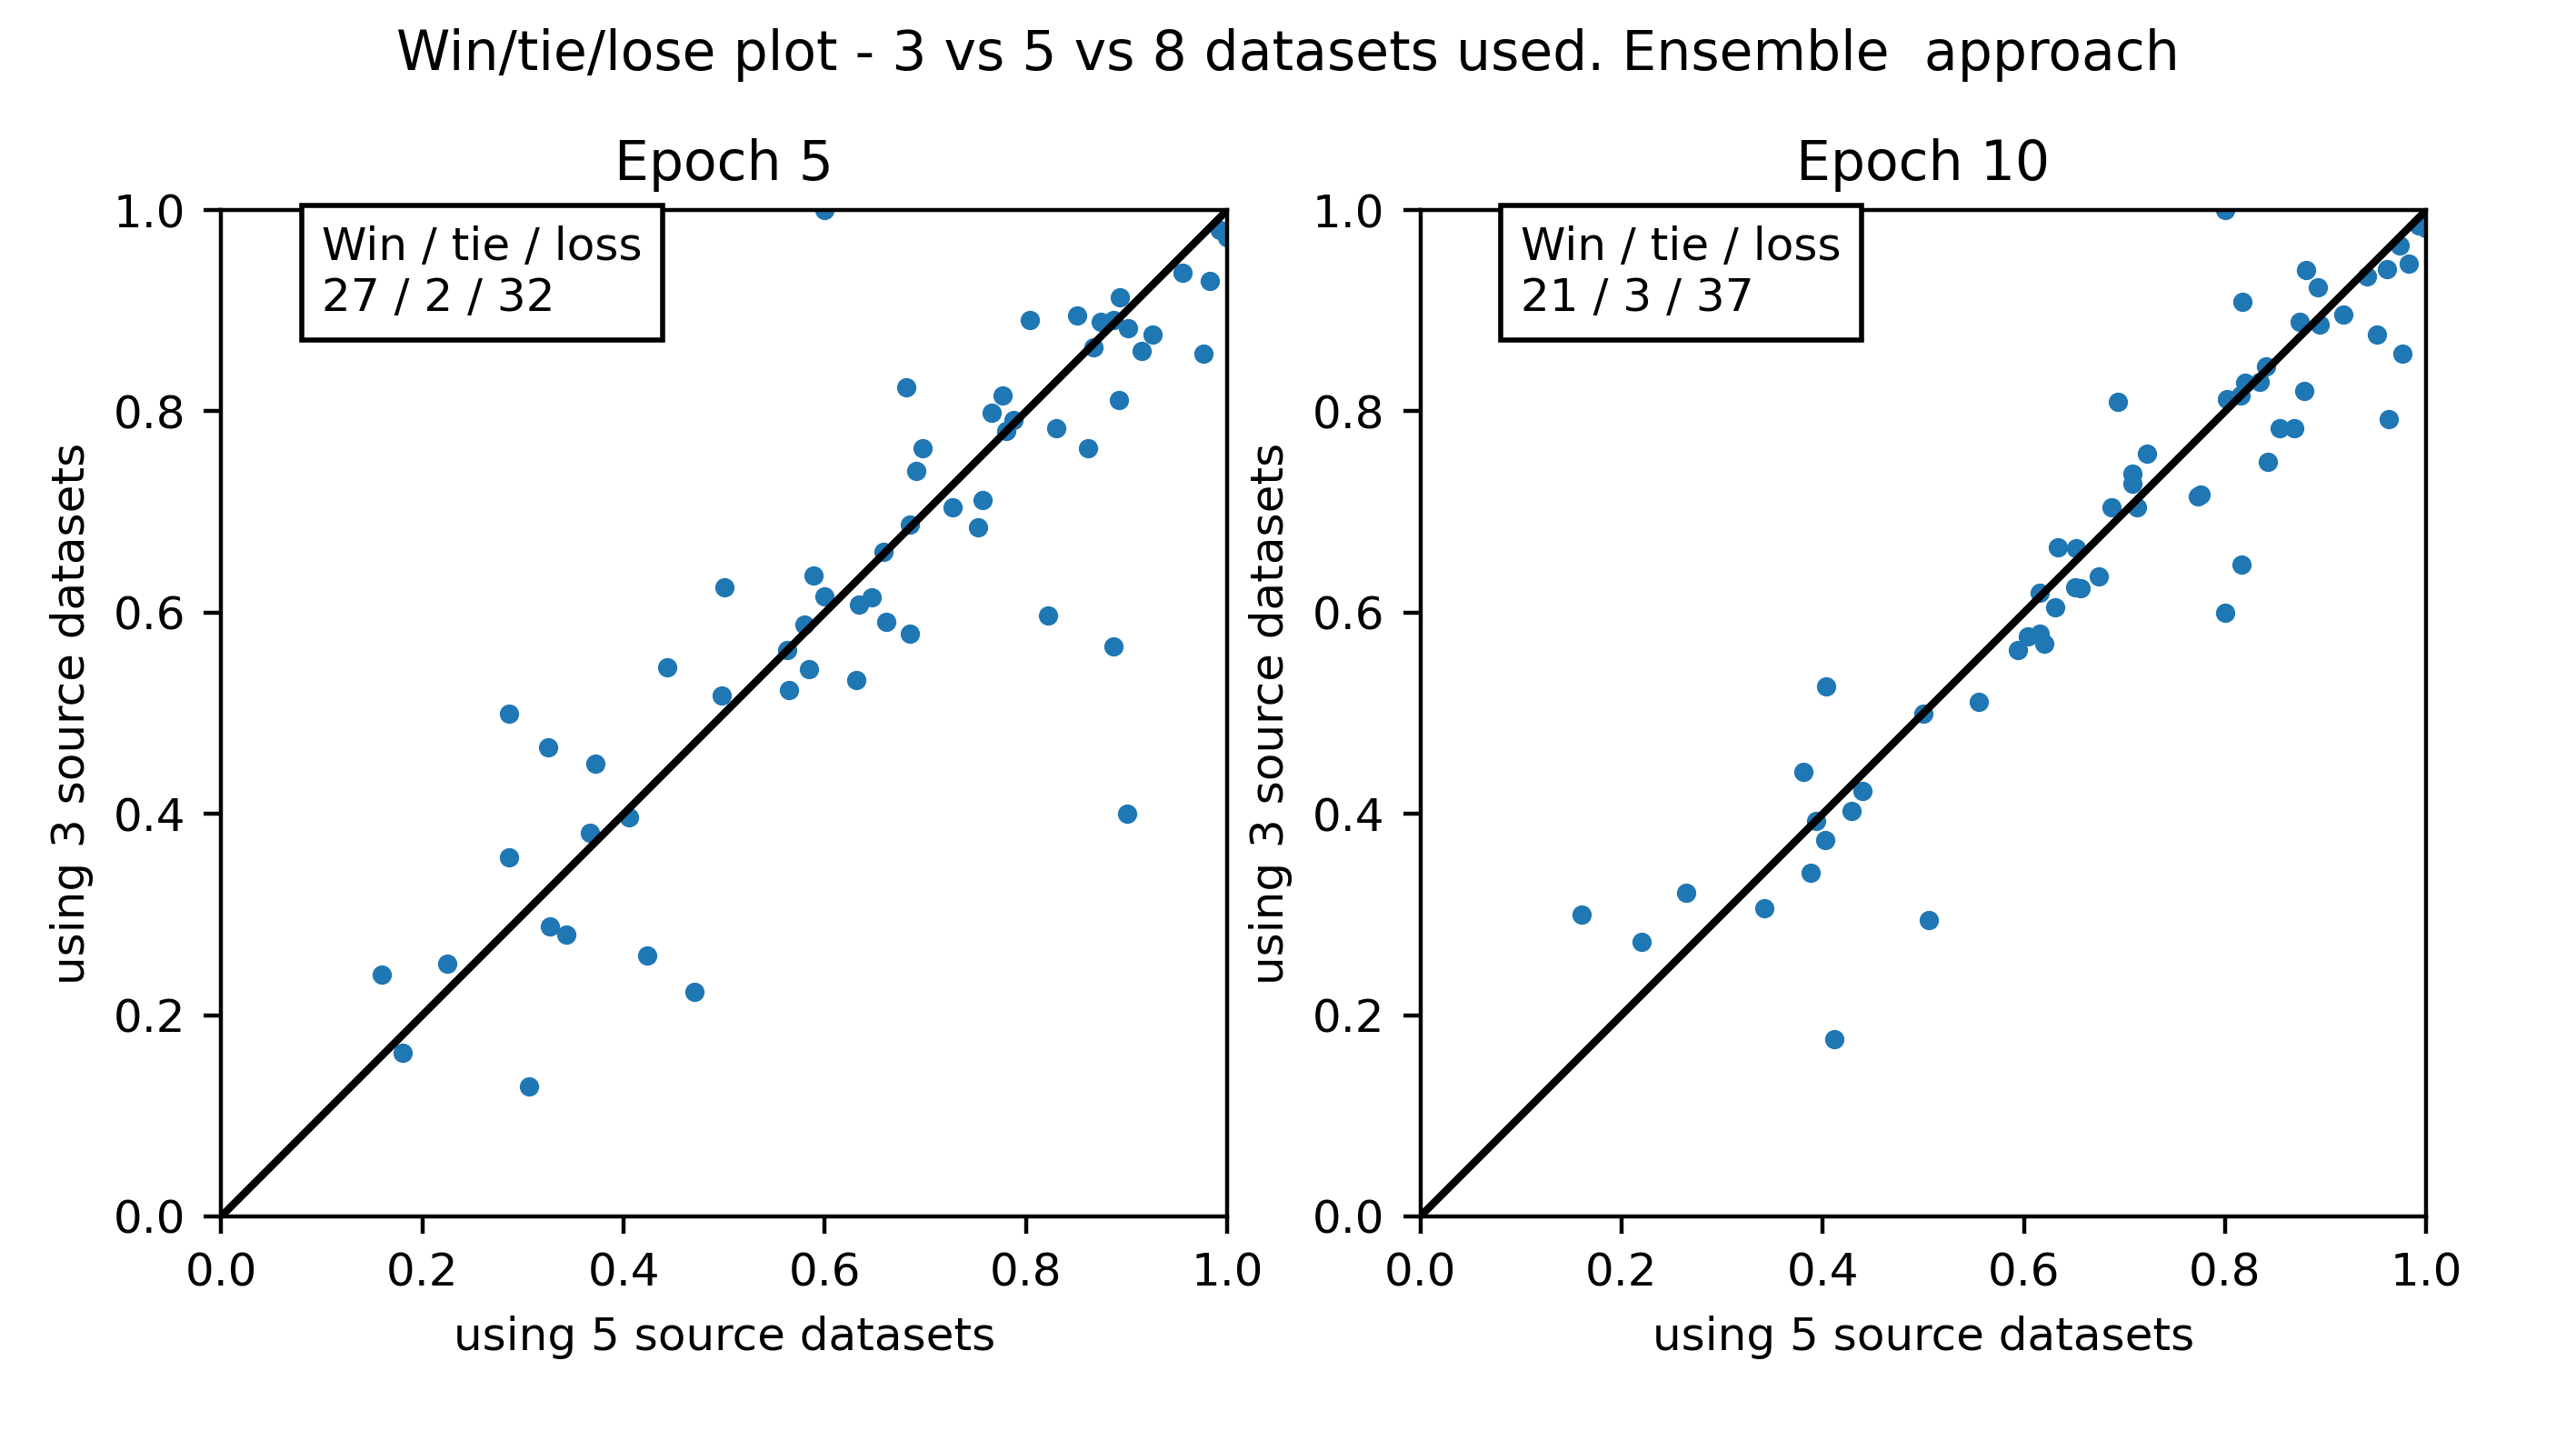 Win/tie/lose plot - 3 vs 5 vs 8 datasets used. Ensemble  approach
Epoch 5
Win / tie / loss
27 / 2 / 32
using 3 source datasets
1.0
0.8
0.6
0.4
0.2
0.0
0.0 0.2 0.4 0.6 0.8 1.0
using 5 source datasets
Epoch 10
Win / tie / loss
21 / 3 / 37
using 3 source datasets
1.0
0.8
0.6
0.4
0.2
0.0
0.0 0.2 0.4 0.6 0.8 1.0
using 5 source datasets